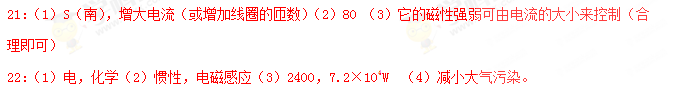 21:（1）S（南），增大电流（或增加线圈的匝数）（2）80 （3）它的磁性强弱可由电流的大小来控制（合
理即可）
22:（1）电，化学（2）惯性，电磁感应（3）2400，7.2×10⁴W （4）减小大气污染。